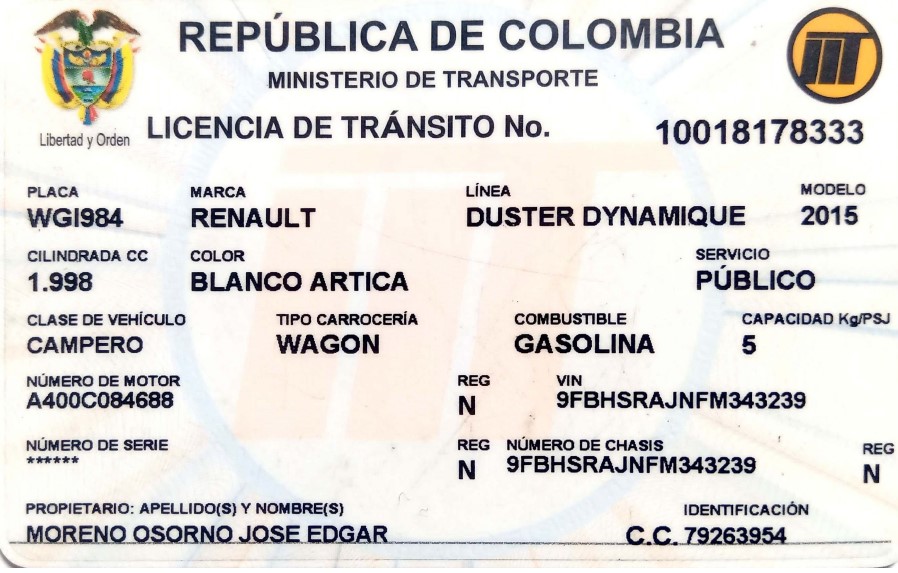 REPÚBLICA DE COLOMBIA
MINISTERIO DE TRANSPORTE
Libertad y Orden
LICENCIA DE TRÁNSITO No. 10018178333
PLACA MARCA LÍNEA MODELO
WGI984 RENAULT DUSTER DYNAMIQUE 2015
CILINDRADA CC COLOR SERVICIO
1.998 BLANCO ARTICA PÚBLICO
CLASE DE VEHÍCULO TIPO CARROCERÍA COMBUSTIBLE CAPACIDAD Kg/PSJ
CAMPERO WAGON GASOLINA 5
NÚMERO DE MOTOR REG VIN
A400C084688 N 9FBHSRAJNFM343239
NÚMERO DE SERIE REG NÚMERO DE CHASIS REG
****** N 9FBHSRAJNFM343239 N
PROPIETARIO: APELLIDO(S) Y NOMBRE(S) IDENTIFICACIÓN
MORENO OSORNO JOSE EDGAR C.C. 79263954